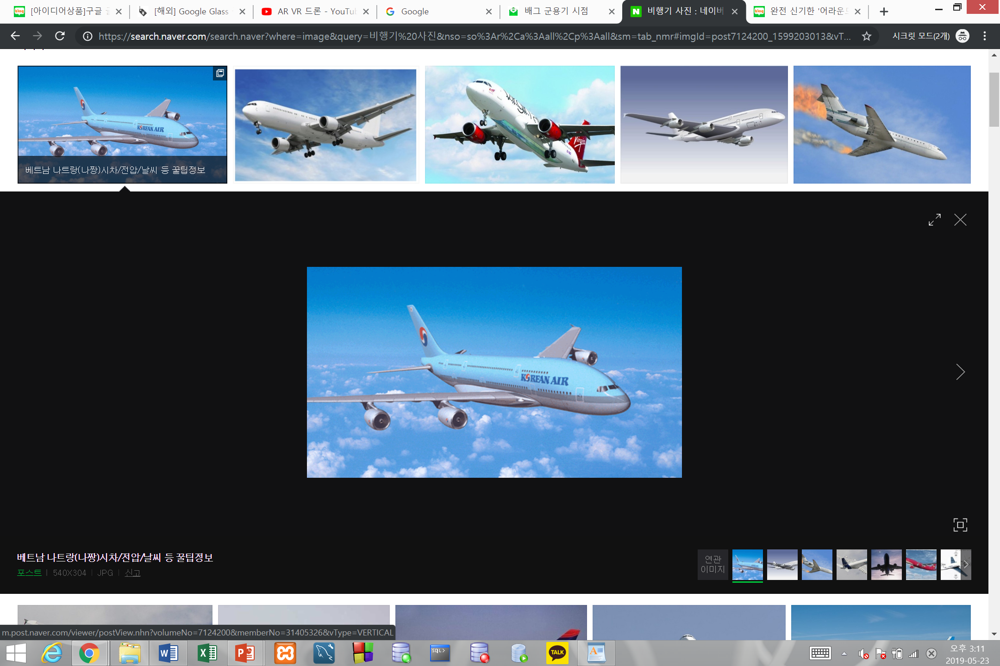 [아이디어상품]구글
[해외] Google Glass
AR VR 드론 - YouTu
Google
배그 군용기 시점
비행기 사진 : 네이버
완전 신기한 '어라운드
https://search.naver.com/search.naver?where=image&query=비행기%20사진&nso=so%3Ar%2Ca%3Aall%2Cp%3Aall&sm=tab_nmr#imgId=post7124200_1599203013&vT...
시크릿 모드(2개)
KOREAN AIR
Virgin
베트남 나트랑(나짱)시차/전압/날씨 등 꿀팁정보
KOREAN AIR
베트남 나트랑(나짱)시차/전압/날씨 등 꿀팁정보
포스트 | 540X304 | JPG | 신고
연관
이미지
m.post.naver.com/viewer/postView.nhn?volumeNo=7124200&memberNo=31405326&vType=VERTICAL
SQL>
TALK
오후 3:11
2019-05-23